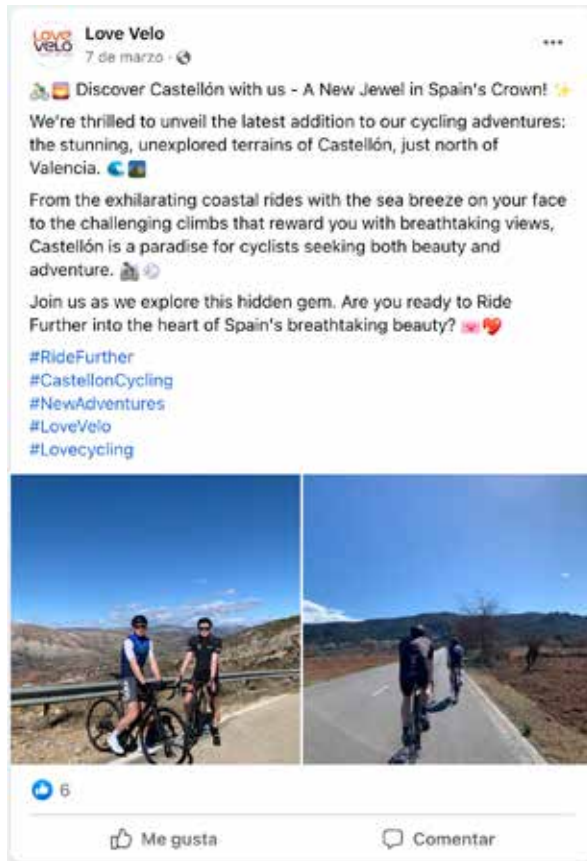 LOVE
VELO
Love Velo
7 de marzo ·
Discover Castellón with us - A New Jewel in Spain's Crown!
We're thrilled to unveil the latest addition to our cycling adventures:
the stunning, unexplored terrains of Castellón, just north of
Valencia.
From the exhilarating coastal rides with the sea breeze on your face
to the challenging climbs that reward you with breathtaking views,
Castellón is a paradise for cyclists seeking both beauty and
adventure.
Join us as we explore this hidden gem. Are you ready to Ride
Further into the heart of Spain's breathtaking beauty?
#RideFurther
#CastellonCycling
#NewAdventures
#LoveVelo
#Lovecycling
6
Me gusta
Comentar